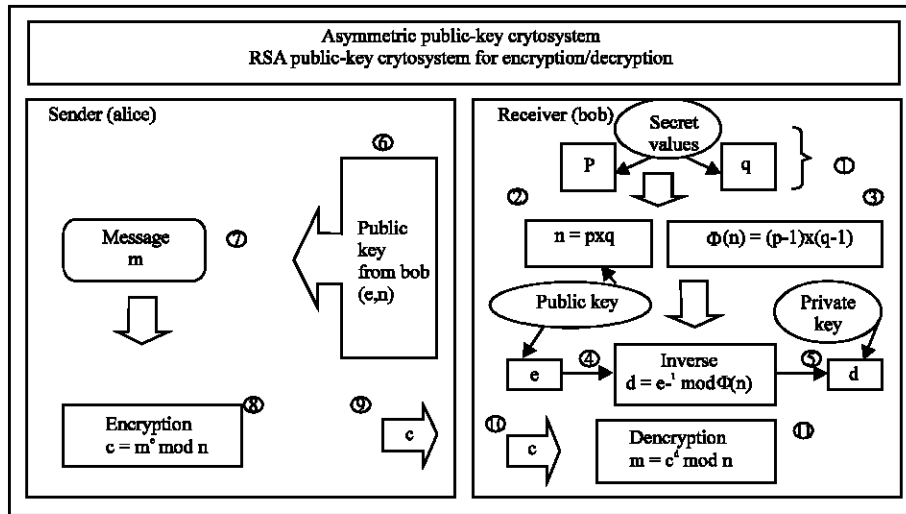 Asymmetric public-key crytosystem
RSA public-key crytosystem for encryption/decryption
Sender (alice)
⑥
Public
key
from bob
(e,n)
Message
m
⑦
Encryption
c = mᵉ mod n
⑧
⑨
c
Receiver (bob)
Secret
values
P
q
①
②
③
n = pxq
Φ(n) = (p-1)x(q-1)
Public key
Private
key
e
④
Inverse
d = e-¹ mod Φ(n)
⑤
d
⑩
c
Dencryption
m = cᵈ mod n
⑪